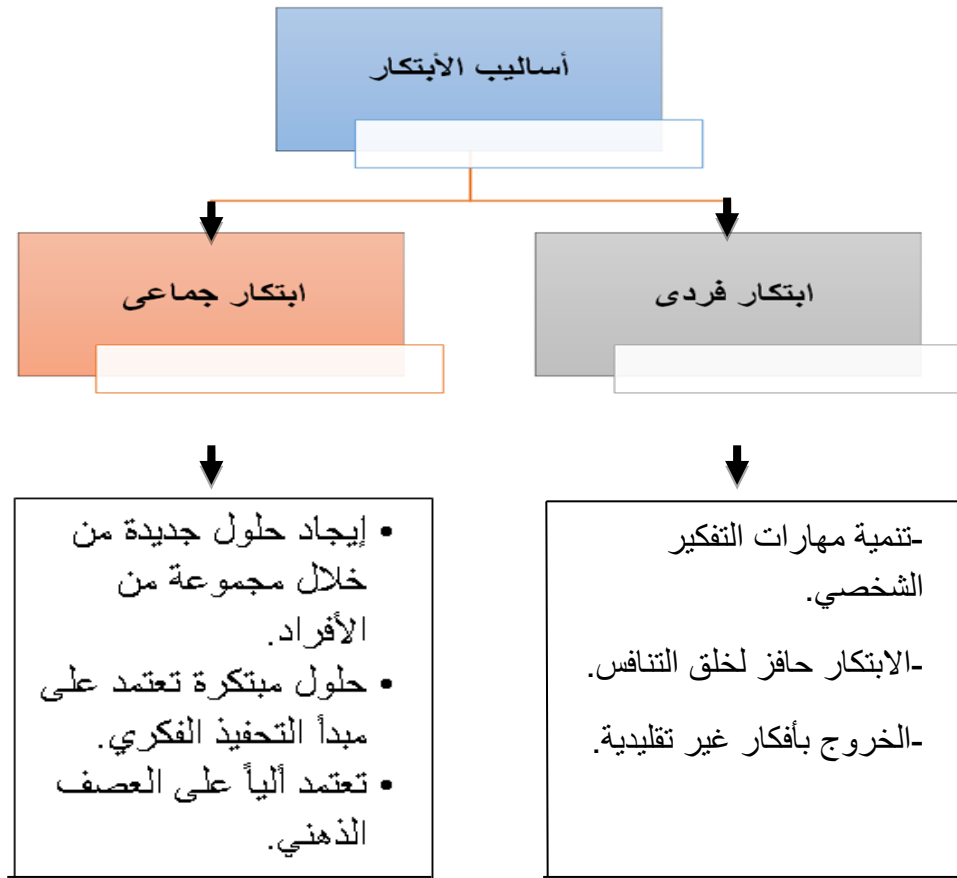 أساليب الأبتكار
ابتكار فردى
ابتكار جماعى
-تنمية مهارات التفكير
الشخصي.
-الابتكار حافز لخلق التنافس.
-الخروج بأفكار غير تقليدية.
• إيجاد حلول جديدة من
خلال مجموعة من
الأفراد.
• حلول مبتكرة تعتمد على
مبدأ التحفيذ الفكري.
• تعتمد ألياً على العصف
الذهني.